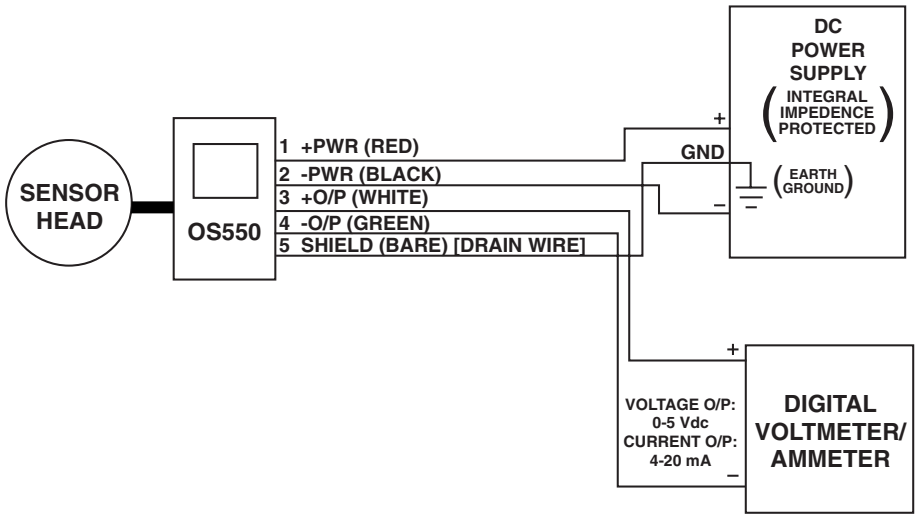 SENSOR
HEAD
OS550
1 +PWR (RED)
2 -PWR (BLACK)
3 +O/P (WHITE)
4 -O/P (GREEN)
5 SHIELD (BARE) [DRAIN WIRE]
DC
POWER
SUPPLY
(INTEGRAL
IMPEDENCE
PROTECTED)
+
GND
(EARTH
GROUND)
–
+
VOLTAGE O/P:
0-5 Vdc
CURRENT O/P:
4-20 mA
–
DIGITAL
VOLTMETER/
AMMETER